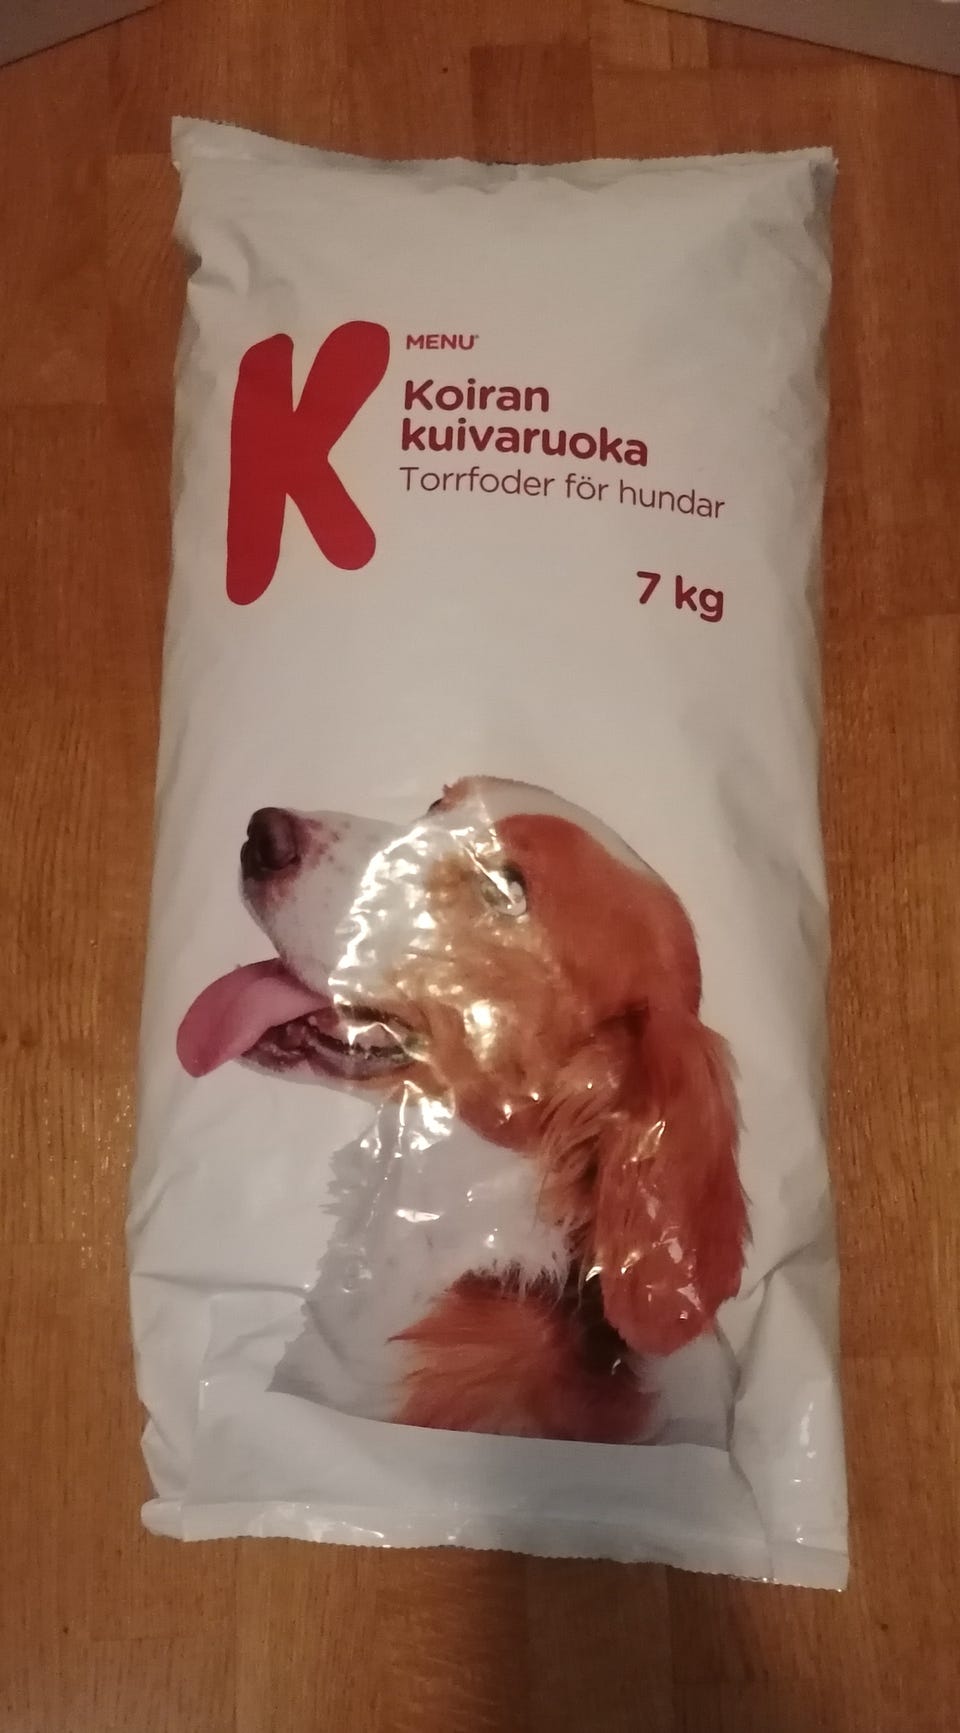 K
MENU®
Koiran
kuivaruoka
Torrfoder för hundar
7 kg